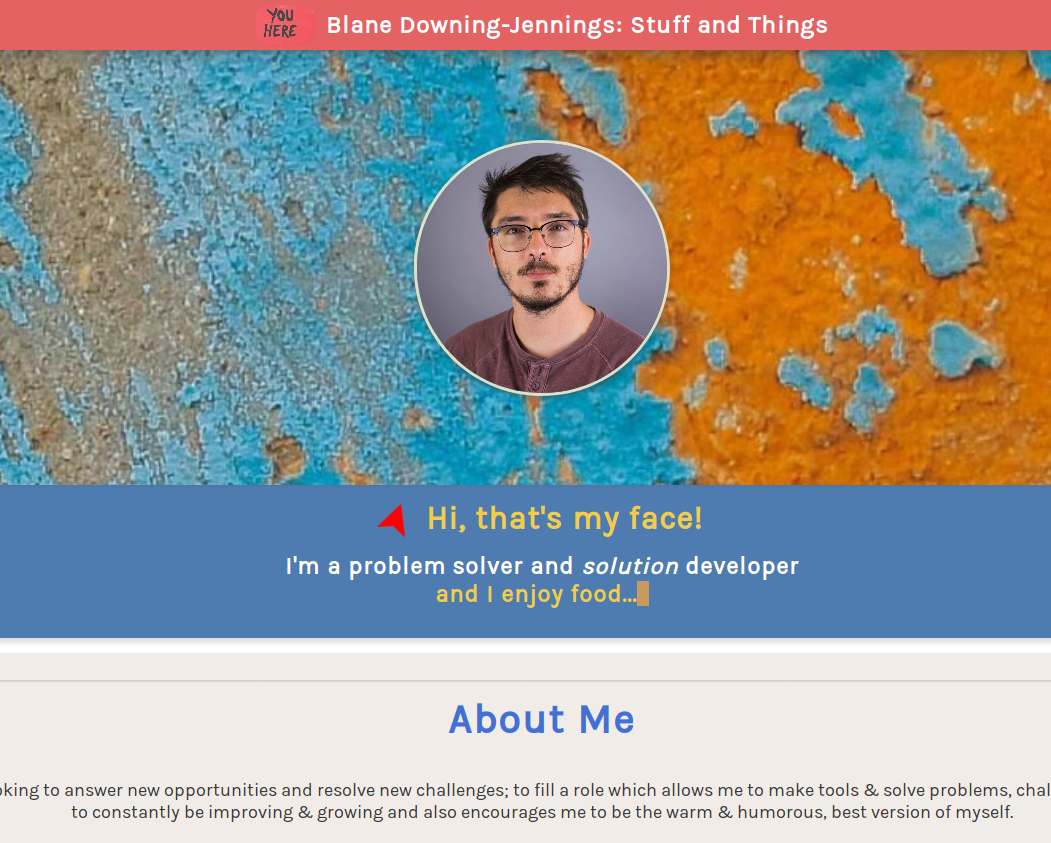 YOU
HERE
Blane Downing-Jennings: Stuff and Things
Hi, that's my face!
I'm a problem solver and solution developer
and I enjoy food...
About Me
king to answer new opportunities and resolve new challenges; to fill a role which allows me to make tools & solve problems, chal
to constantly be improving & growing and also encourages me to be the warm & humorous, best version of myself.